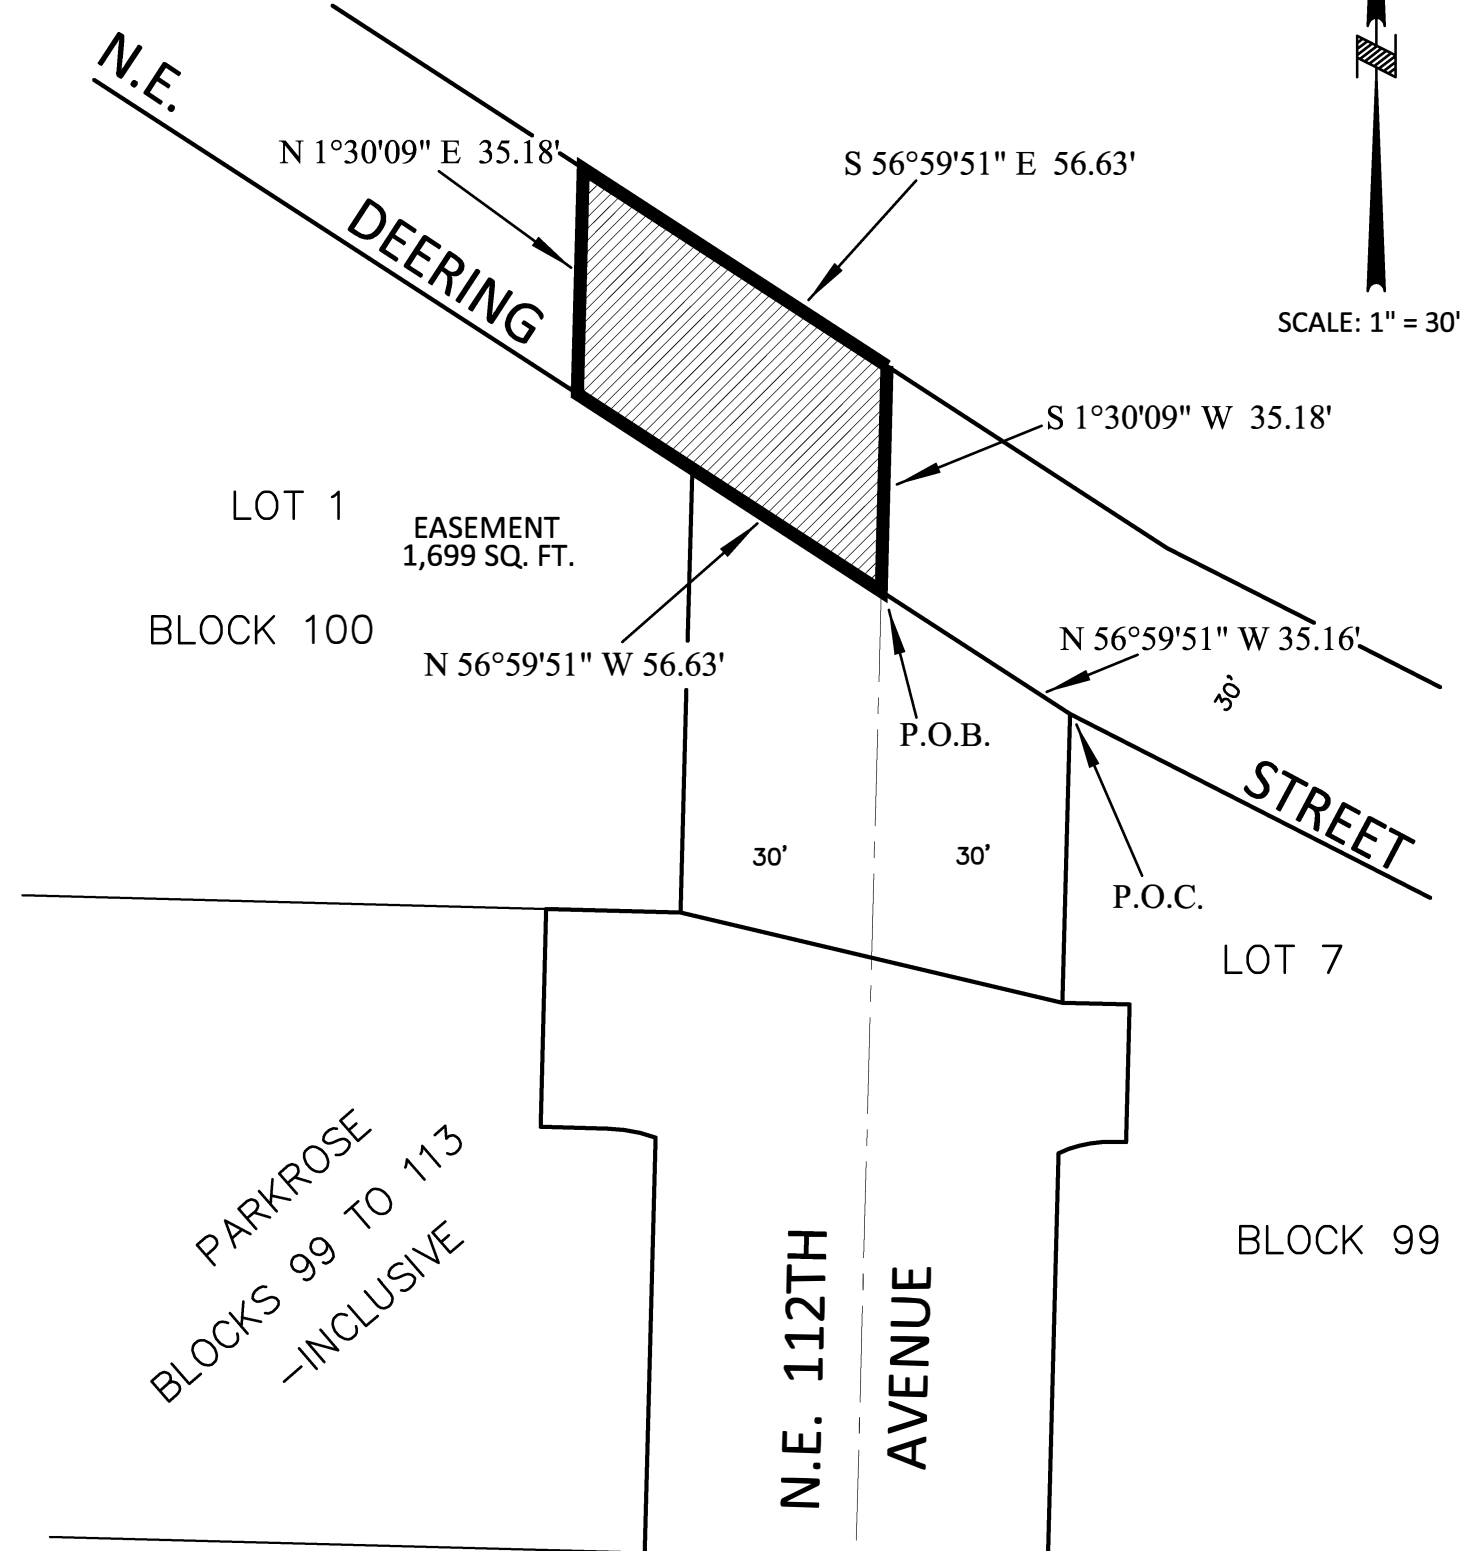 N.E.
DEERING
STREET
N 1°30'09" E 35.18'
S 56°59'51" E 56.63'
SCALE: 1" = 30'
S 1°30'09" W 35.18'
LOT 1
EASEMENT
1,699 SQ. FT.
BLOCK 100
N 56°59'51" W 56.63'
N 56°59'51" W 35.16'
30'
P.O.B.
30'
30'
P.O.C.
LOT 7
PARKROSE
BLOCKS 99 TO 113
-INCLUSIVE
BLOCK 99
N.E. 112TH
AVENUE